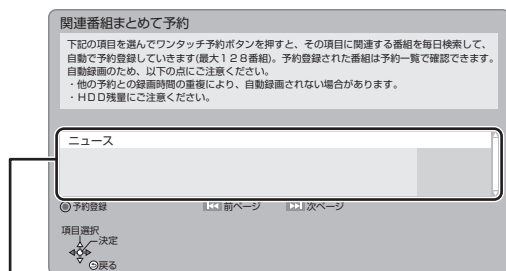 関連番組まとめて予約
下記の項目を選んでワンタッチ予約ボタンを押すと、その項目に関連する番組を毎日検索して、
自動で予約登録していきます(最大128番組)。予約登録された番組は予約一覧で確認できます。
自動録画のため、以下の点にご注意ください。
・他の予約との録画時間の重複により、自動録画されない場合があります。
・HDD残量にご注意ください。
ニュース
予約登録 前ページ 次ページ
項目選択
決定
戻る